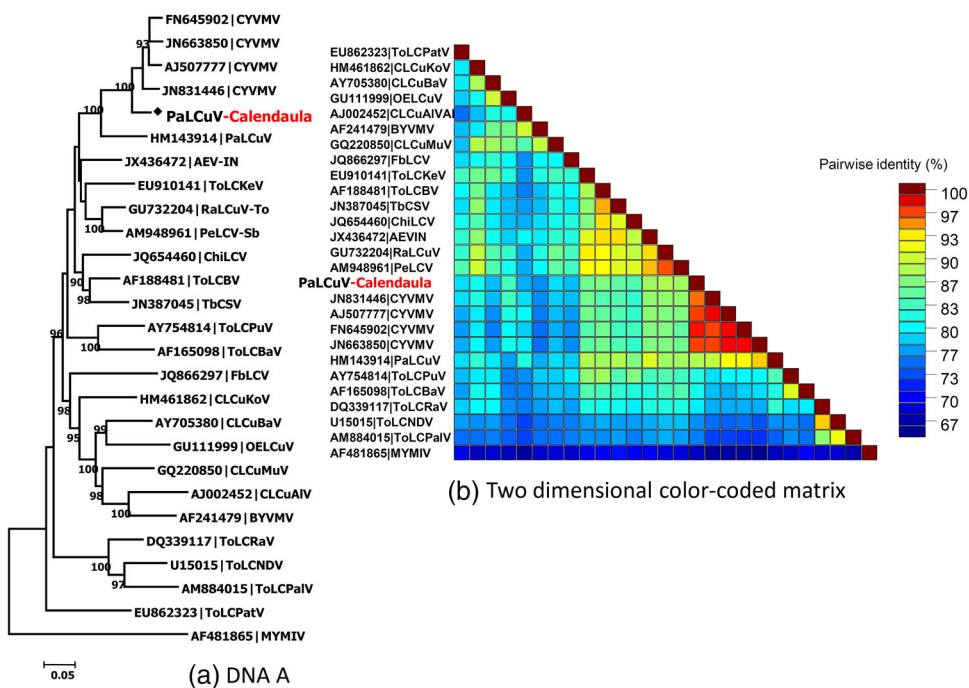 FN645902|CYVMV
93
JN663850|CYVMV
AJ507777|CYVMV
100
JN831446|CYVMV
100
PaLCuV-Calendaula
HM143914|PaLCuV
JX436472|AEV-IN
EU910141|ToLCKeV
GU732204|RaLCuV-To
100
AM948961|PeLCV-Sb
JQ654460|ChiLCV
90
AF188481|ToLCBV
98
JN387045|TbCSV
96
AY754814|ToLCPuV
100
AF165098|ToLCBaV
JQ866297|FbLCV
98
HM461862|CLCuKoV
95
AY705380|CLCuBaV
99
GU111999|OELCuV
100
GQ220850|CLCuMuV
98
AJ002452|CLCuAlV
100
AF241479|BYVMV
DQ339117|ToLCRaV
100
U15015|ToLCNDV
97
AM884015|ToLCPalV
EU862323|ToLCPatV
AF481865|MYMIV
0.05
(a) DNA A
EU862323|ToLCPatV
HM461862|CLCuKoV
AY705380|CLCuBaV
GU111999|OELCuV
AJ002452|CLCuAlVAl
AF241479|BYVMV
GQ220850|CLCuMuV
JQ866297|FbLCV
EU910141|ToLCKeV
AF188481|ToLCBV
JN387045|TbCSV
JQ654460|ChiLCV
JX436472|AEVIN
GU732204|RaLCuV
AM948961|PeLCV
PaLCuV-Calendaula
JN831446|CYVMV
AJ507777|CYVMV
FN645902|CYVMV
JN663850|CYVMV
HM143914|PaLCuV
AY754814|ToLCPuV
AF165098|ToLCBaV
DQ339117|ToLCRaV
U15015|ToLCNDV
AM884015|ToLCPalV
AF481865|MYMIV
(b) Two dimensional color-coded matrix
Pairwise identity (%)
100
97
93
90
87
83
80
77
73
70
67